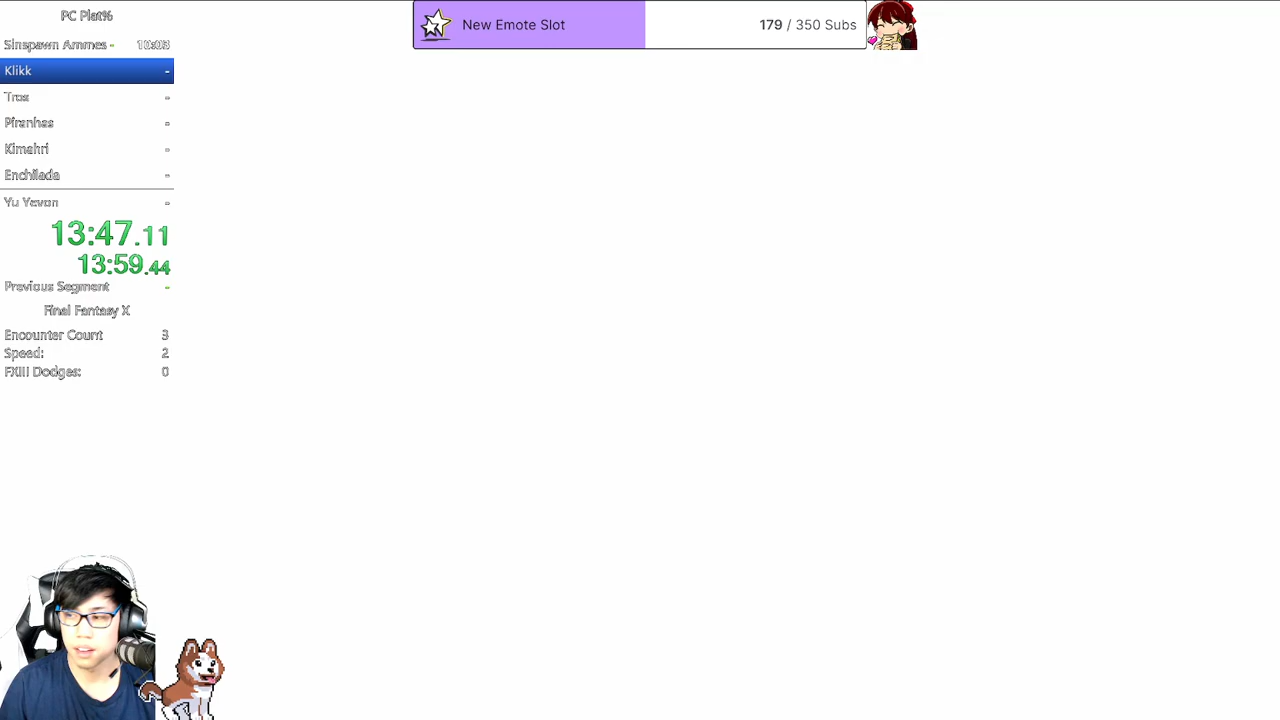 PC Plat%
Sinspawn Ammes - 10:03
Klikk -
Tros -
Piranhas -
Kimahri -
Enchilada -
Yu Yevon -
13:47.11
13:59.44
Previous Segment -
Final Fantasy X
Encounter Count 3
Speed: 2
FXIII Dodges: 0
New Emote Slot 179 / 350 Subs